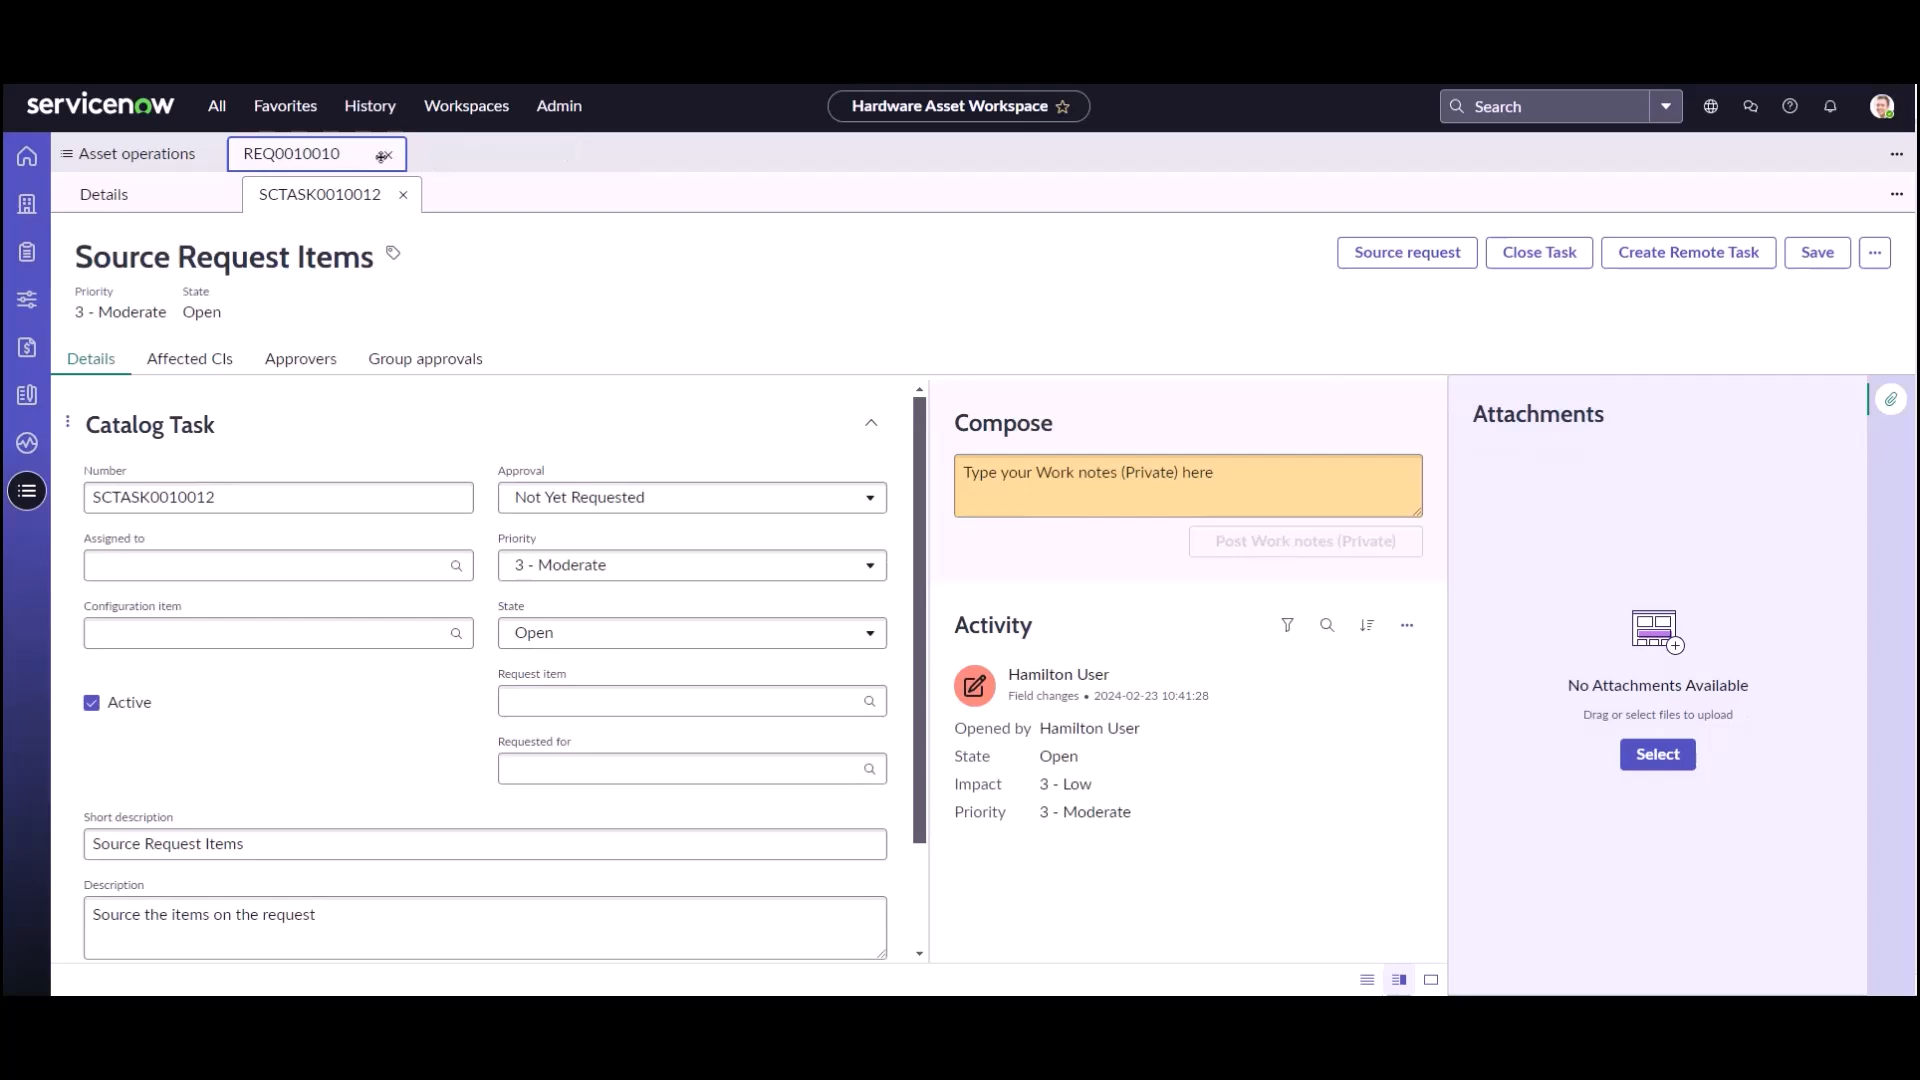 servicenow All Favorites History Workspaces Admin Hardware Asset Workspace Search
Asset operations REQ0010010
Details SCTASK0010012
Source Request Items
Source request Close Task Create Remote Task Save
Priority State
3 - Moderate Open
Details Affected CIs Approvers Group approvals
Catalog Task
Number Approval
SCTASK0010012 Not Yet Requested
Assigned to Priority
3 - Moderate
Configuration item State
Open
Request item
Active
Requested for
Short description
Source Request Items
Description
Source the items on the request
Compose
Type your Work notes (Private) here
Post Work notes (Private)
Activity
Hamilton User
Field changes • 2024-02-23 10:41:28
Opened by Hamilton User
State Open
Impact 3 - Low
Priority 3 - Moderate
Attachments
No Attachments Available
Drag or select files to upload
Select